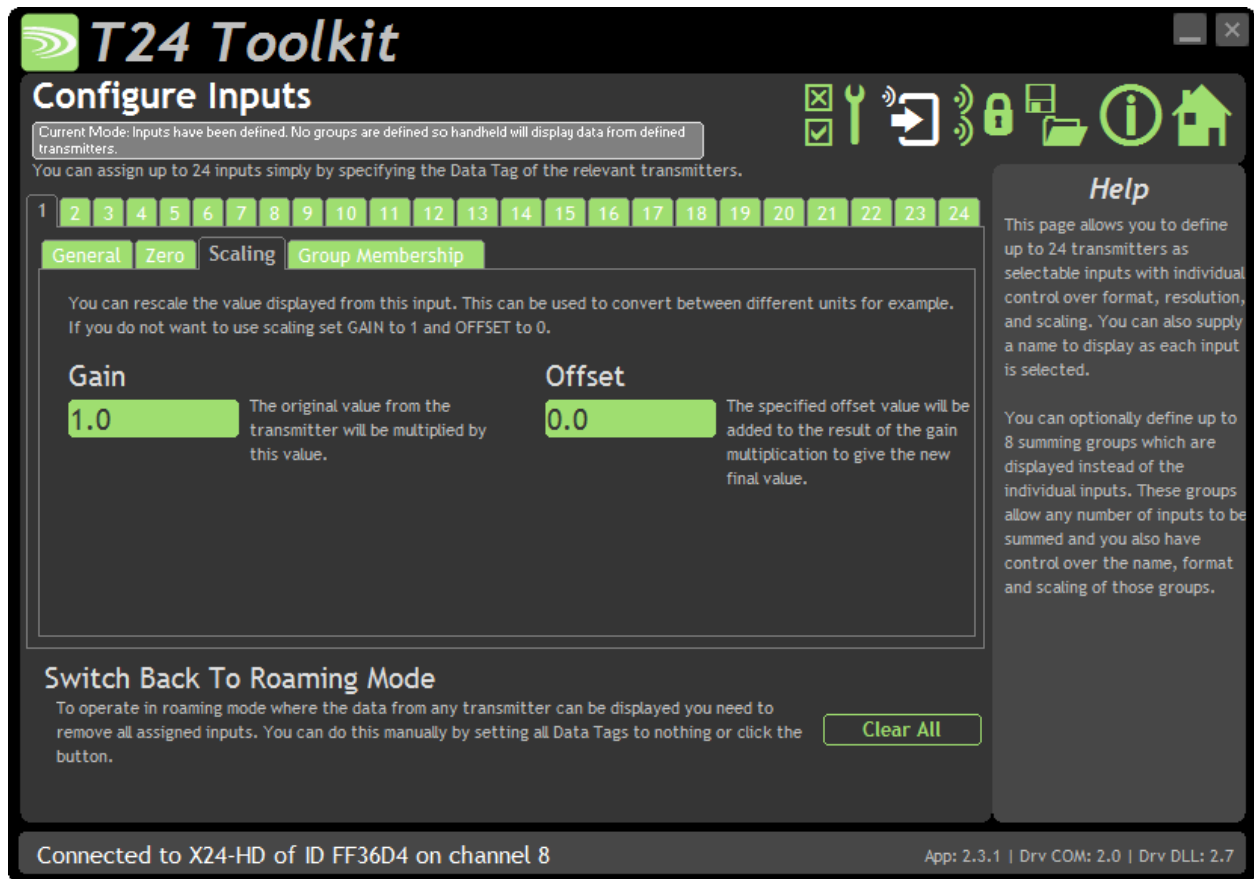 T24 Toolkit
Configure Inputs
Current Mode: Inputs have been defined. No groups are defined so handheld will display data from defined
transmitters.
You can assign up to 24 inputs simply by specifying the Data Tag of the relevant transmitters.
1 2 3 4 5 6 7 8 9 10 11 12 13 14 15 16 17 18 19 20 21 22 23 24
General Zero Scaling Group Membership
You can rescale the value displayed from this input. This can be used to convert between different units for example.
If you do not want to use scaling set GAIN to 1 and OFFSET to 0.
Gain
1.0
The original value from the
transmitter will be multiplied by
this value.
Offset
0.0
The specified offset value will be
added to the result of the gain
multiplication to give the new
final value.
Switch Back To Roaming Mode
To operate in roaming mode where the data from any transmitter can be displayed you need to
remove all assigned inputs. You can do this manually by setting all Data Tags to nothing or click the
button.
Clear All
Help
This page allows you to define
up to 24 transmitters as
selectable inputs with individual
control over format, resolution,
and scaling. You can also supply
a name to display as each input
is selected.
You can optionally define up to
8 summing groups which are
displayed instead of the
individual inputs. These groups
allow any number of inputs to be
summed and you also have
control over the name, format
and scaling of those groups.
Connected to X24-HD of ID FF36D4 on channel 8
App: 2.3.1 | Drv COM: 2.0 | Drv DLL: 2.7